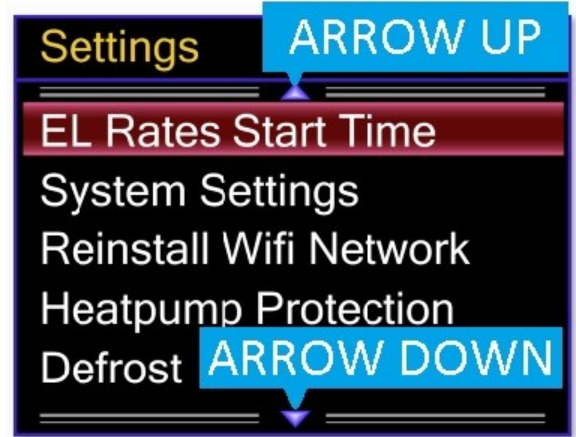 Settings
ARROW UP
EL Rates Start Time
System Settings
Reinstall Wifi Network
Heatpump Protection
Defrost
ARROW DOWN